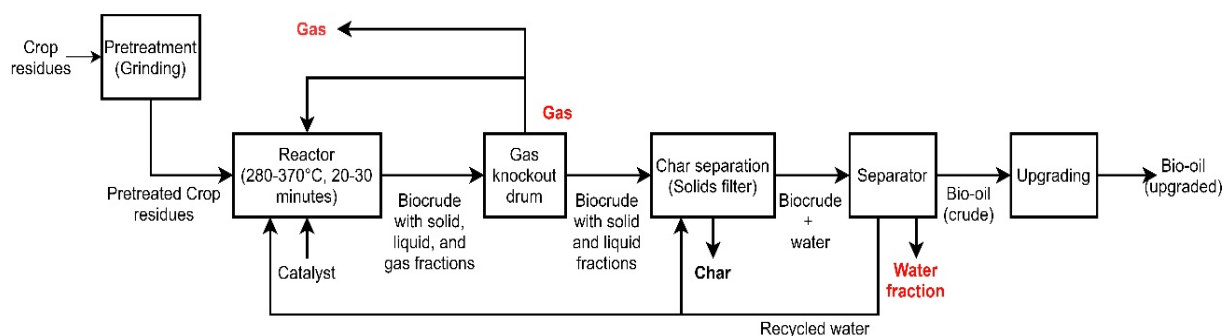 Crop
residues
Pretreatment
(Grinding)
Gas
Gas
Pretreated Crop
residues
Reactor
(280-370°C, 20-30
minutes)
Catalyst
Biocrude
with solid,
liquid, and
gas fractions
Gas
knockout
drum
Biocrude
with solid
and liquid
fractions
Char separation
(Solids filter)
Char
Biocrude
+
water
Separator
Water
fraction
Recycled water
Bio-oil
(crude)
Upgrading
Bio-oil
(upgraded)